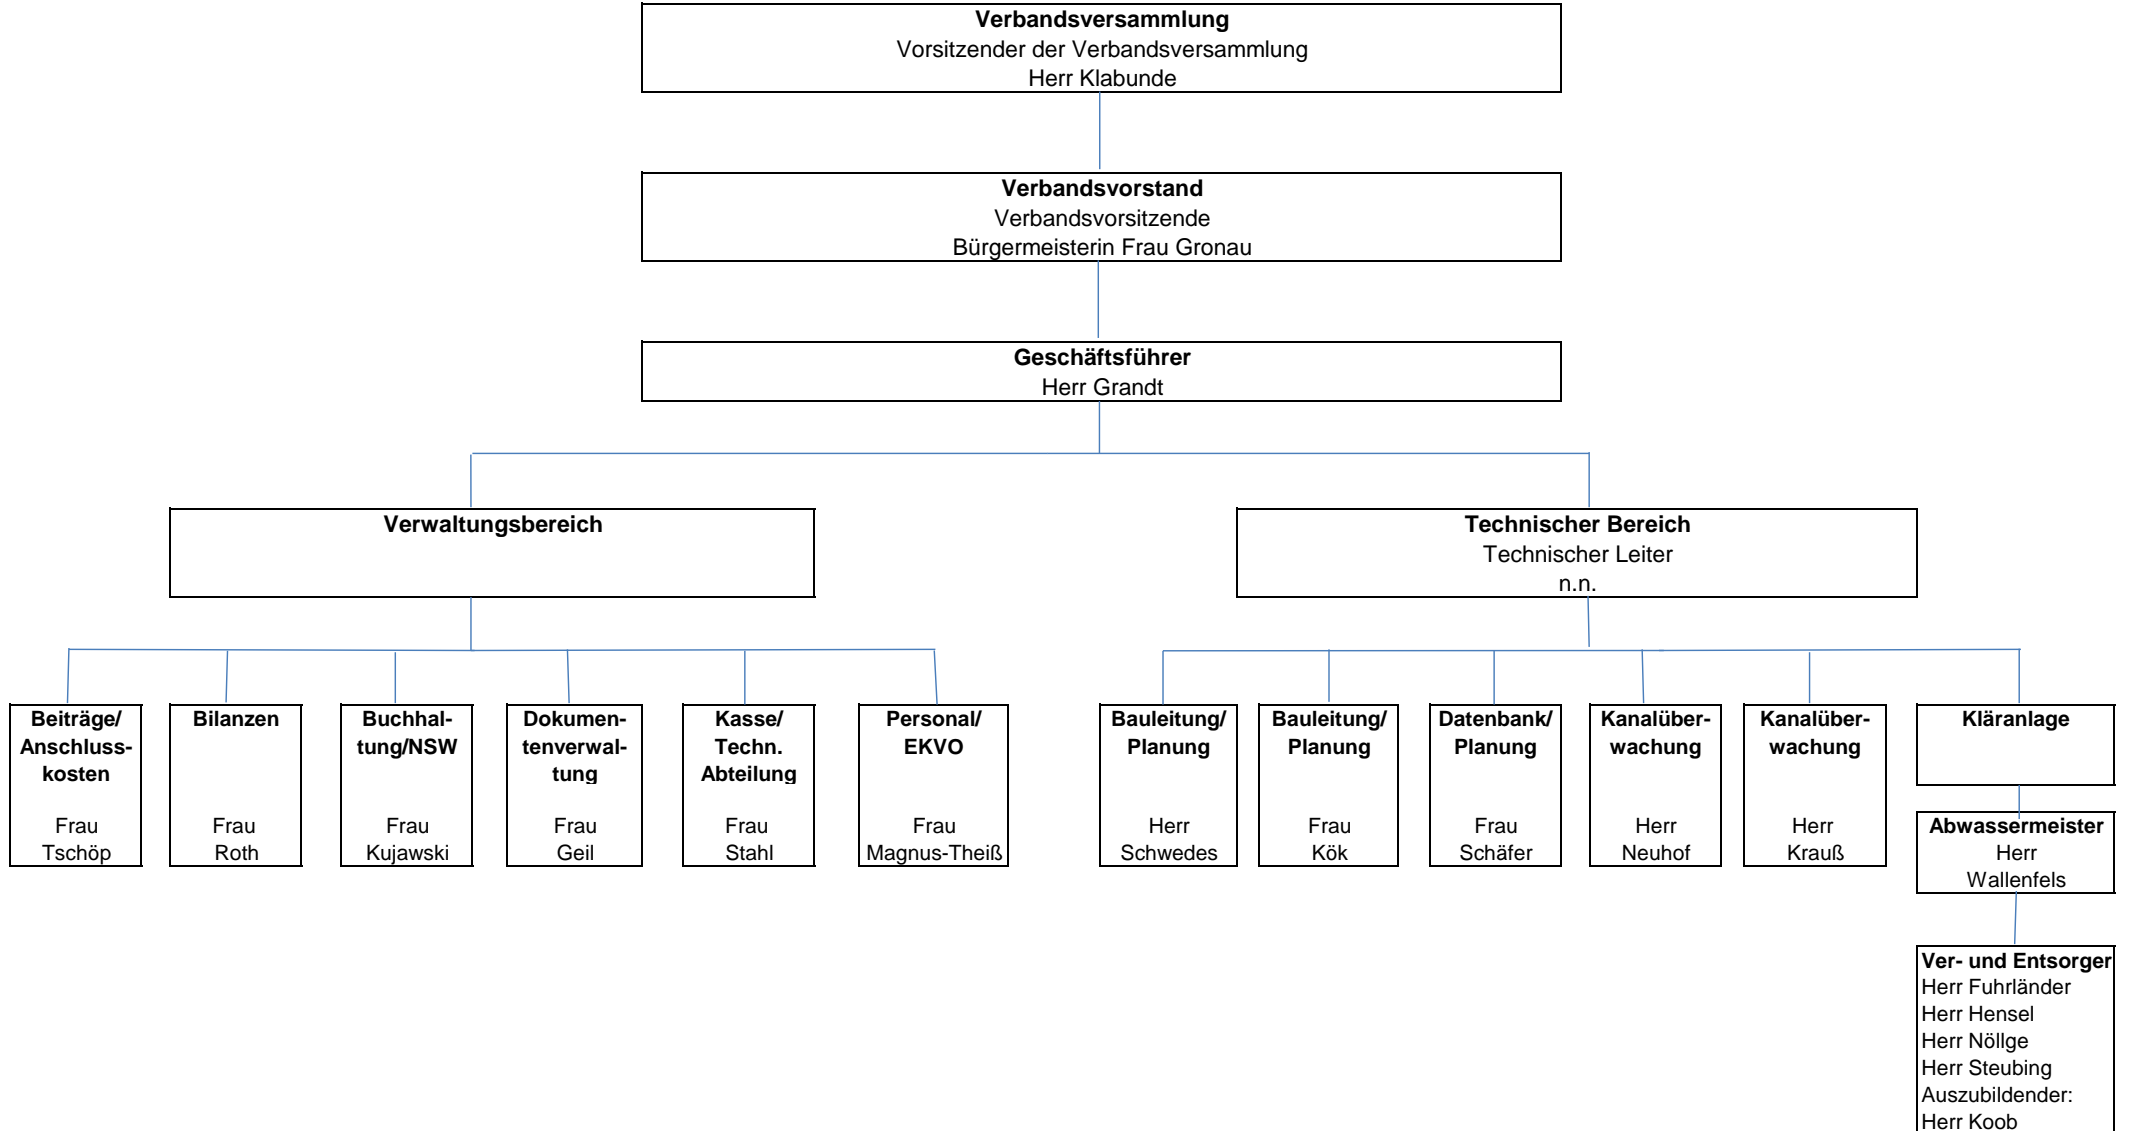 Verbandsversammlung
Vorsitzender der Verbandsversammlung
Herr Klabunde
Verbandsvorstand
Verbandsvorsitzende
Bürgermeisterin Frau Gronau
Geschäftsführer
Herr Grandt
Verwaltungsbereich
Technischer Bereich
Technischer Leiter
n.n.
Beiträge/
Anschluss-
kosten
Frau
Tschöp
Bilanzen
Frau
Roth
Buchhal-
tung/NSW
Frau
Kujawski
Dokumen-
tenverwal-
tung
Frau
Geil
Kasse/
Techn.
Abteilung
Frau
Stahl
Personal/
EKVO
Frau
Magnus-Theiß
Bauleitung/
Planung
Herr
Schwedes
Bauleitung/
Planung
Frau
Kök
Datenbank/
Planung
Frau
Schäfer
Kanalüber-
wachung
Herr
Neuhof
Kanalüber-
wachung
Herr
Krauß
Kläranlage
Abwassermeister
Herr
Wallenfels
Ver- und Entsorger
Herr Fuhrländer
Herr Hensel
Herr Nöllge
Herr Steubing
Auszubildender:
Herr Koob